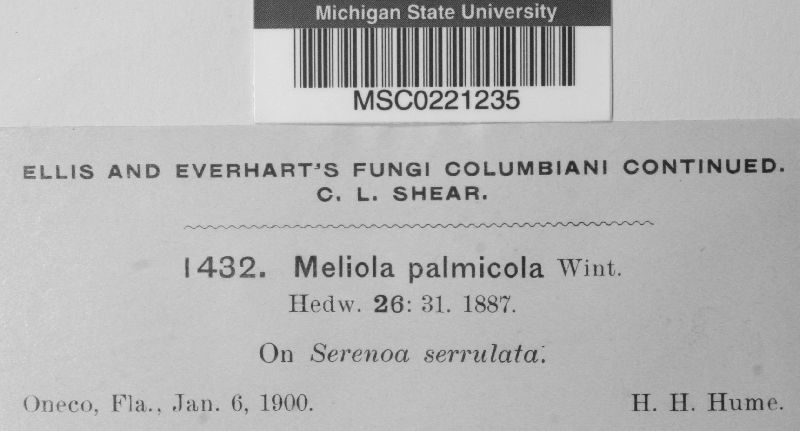 Michigan State University
MSC0221235
ELLIS AND EVERHART'S FUNGI COLUMBIANI CONTINUED.
C. L. SHEAR.
1432. Meliola palmicola Wint.
Hedw. 26: 31. 1887.
On Serenoa serrulata.
Oneco, Fla., Jan. 6, 1900. H. H. Hume.